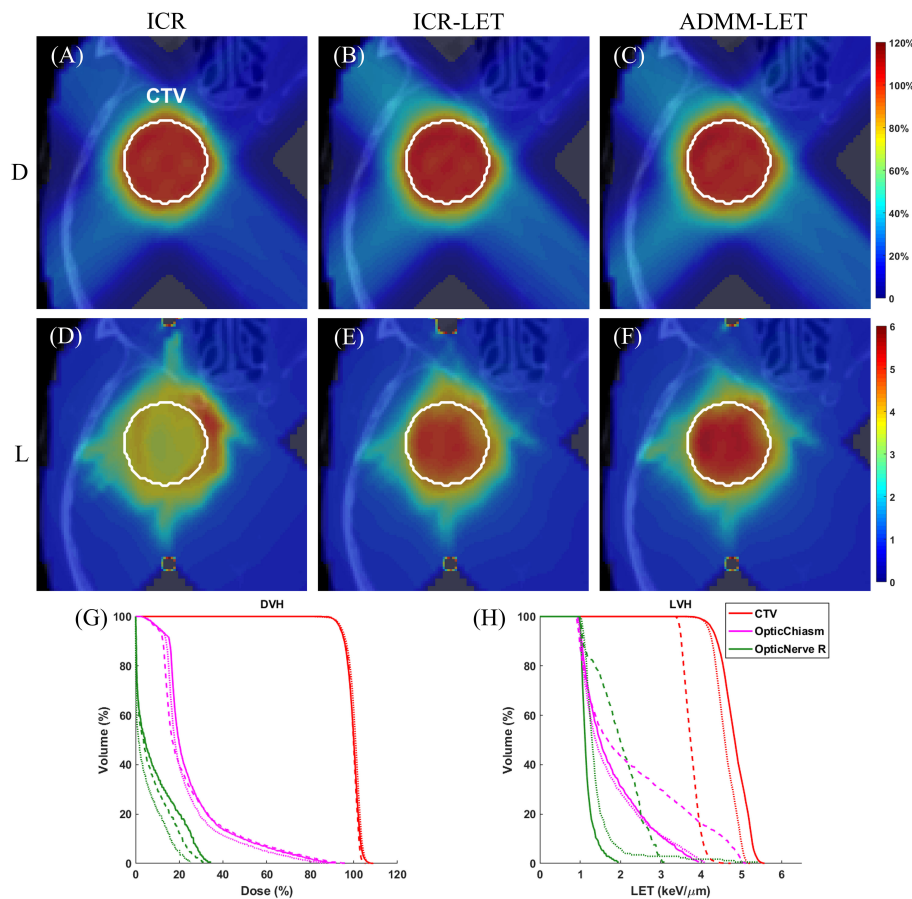 ICR ICR-LET ADMM-LET
(A) (B) (C) 120%
CTV
100%
80%
D
60%
40%
20%
0
(D) (E) (F) 6
5
4
L
3
2
1
0
(G) DVH (H) LVH
CTV
OpticChiasm
OpticNerve R
Volume (%)
100
80
60
40
20
0
0 20 40 60 80 100 120
Dose (%)
Volume (%)
100
80
60
40
20
0
0 1 2 3 4 5 6
LET (keV/μm)